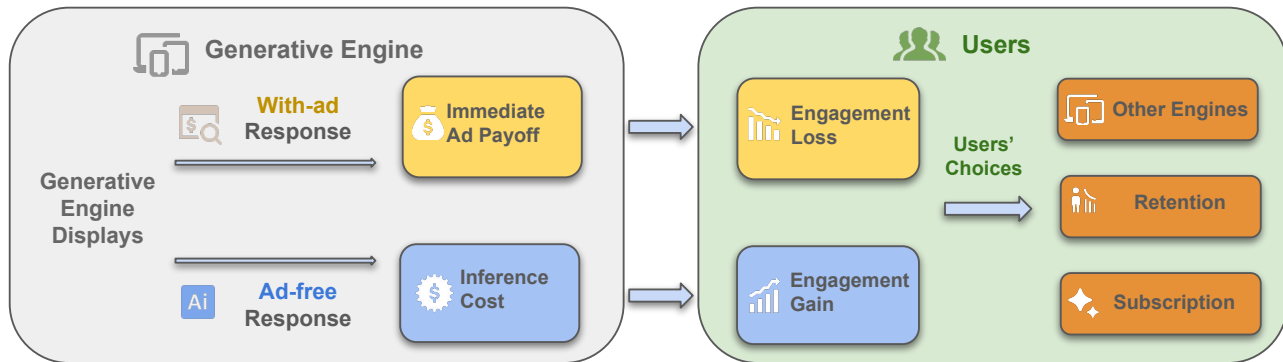 Generative Engine
Generative
Engine
Displays
With-ad
Response
$
Immediate
Ad Payoff
$
Ai
Ad-free
Response
Inference
Cost
$
Users
Engagement
Loss
Engagement
Gain
Users'
Choices
Other Engines
Retention
Subscription